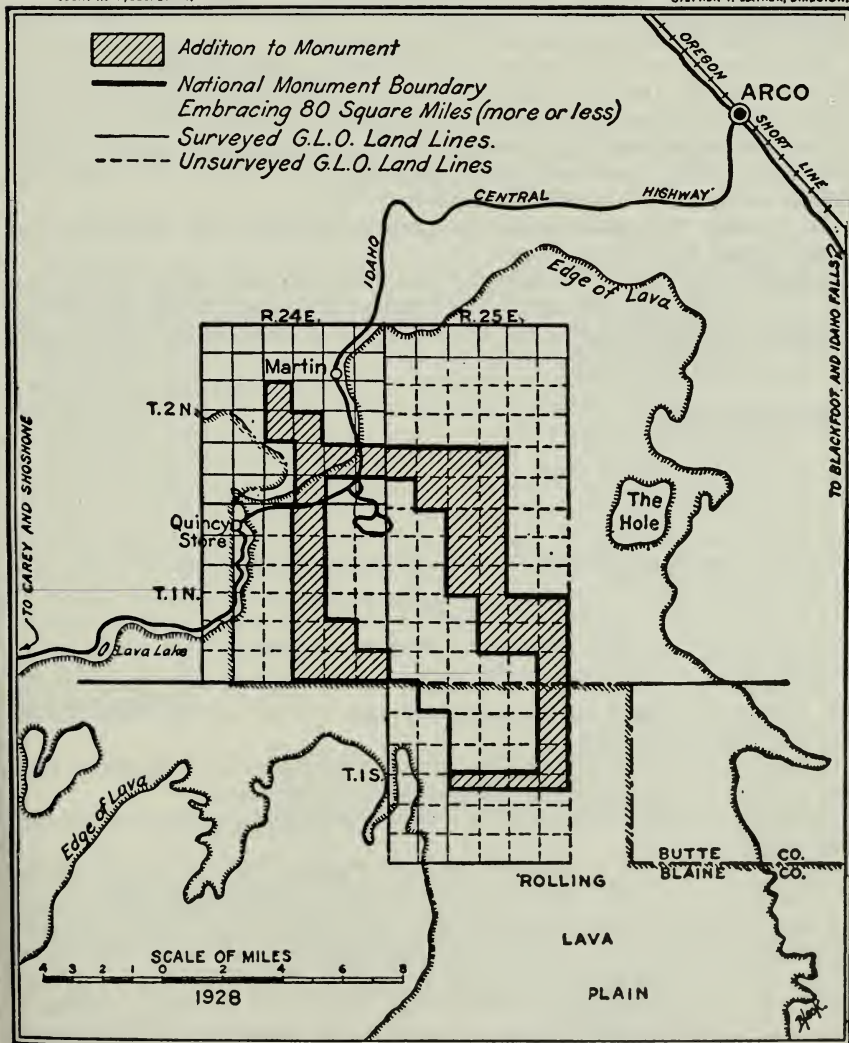 Addition to Monument
National Monument Boundary
Embracing 80 Square Miles (more or less)
Surveyed G.L.O. Land Lines.
Unsurveyed G.L.O. Land Lines
OREGON SHORT LINE
ARCO
IDAHO CENTRAL HIGHWAY
TO BLACKFOOT AND IDAHO FALLS
Edge of Lava
R.24E.
R.25E.
Martin
T.2N.
The
Hole
Quincy
Store
TO CAREY AND SHOSHONE
T.1N.
Lava Lake
T.1S.
Edge of Lava
BUTTE CO.
BLAINE CO.
ROLLING
LAVA
PLAIN
SCALE OF MILES
4 3 2 1 0 2 4 6 8
1928